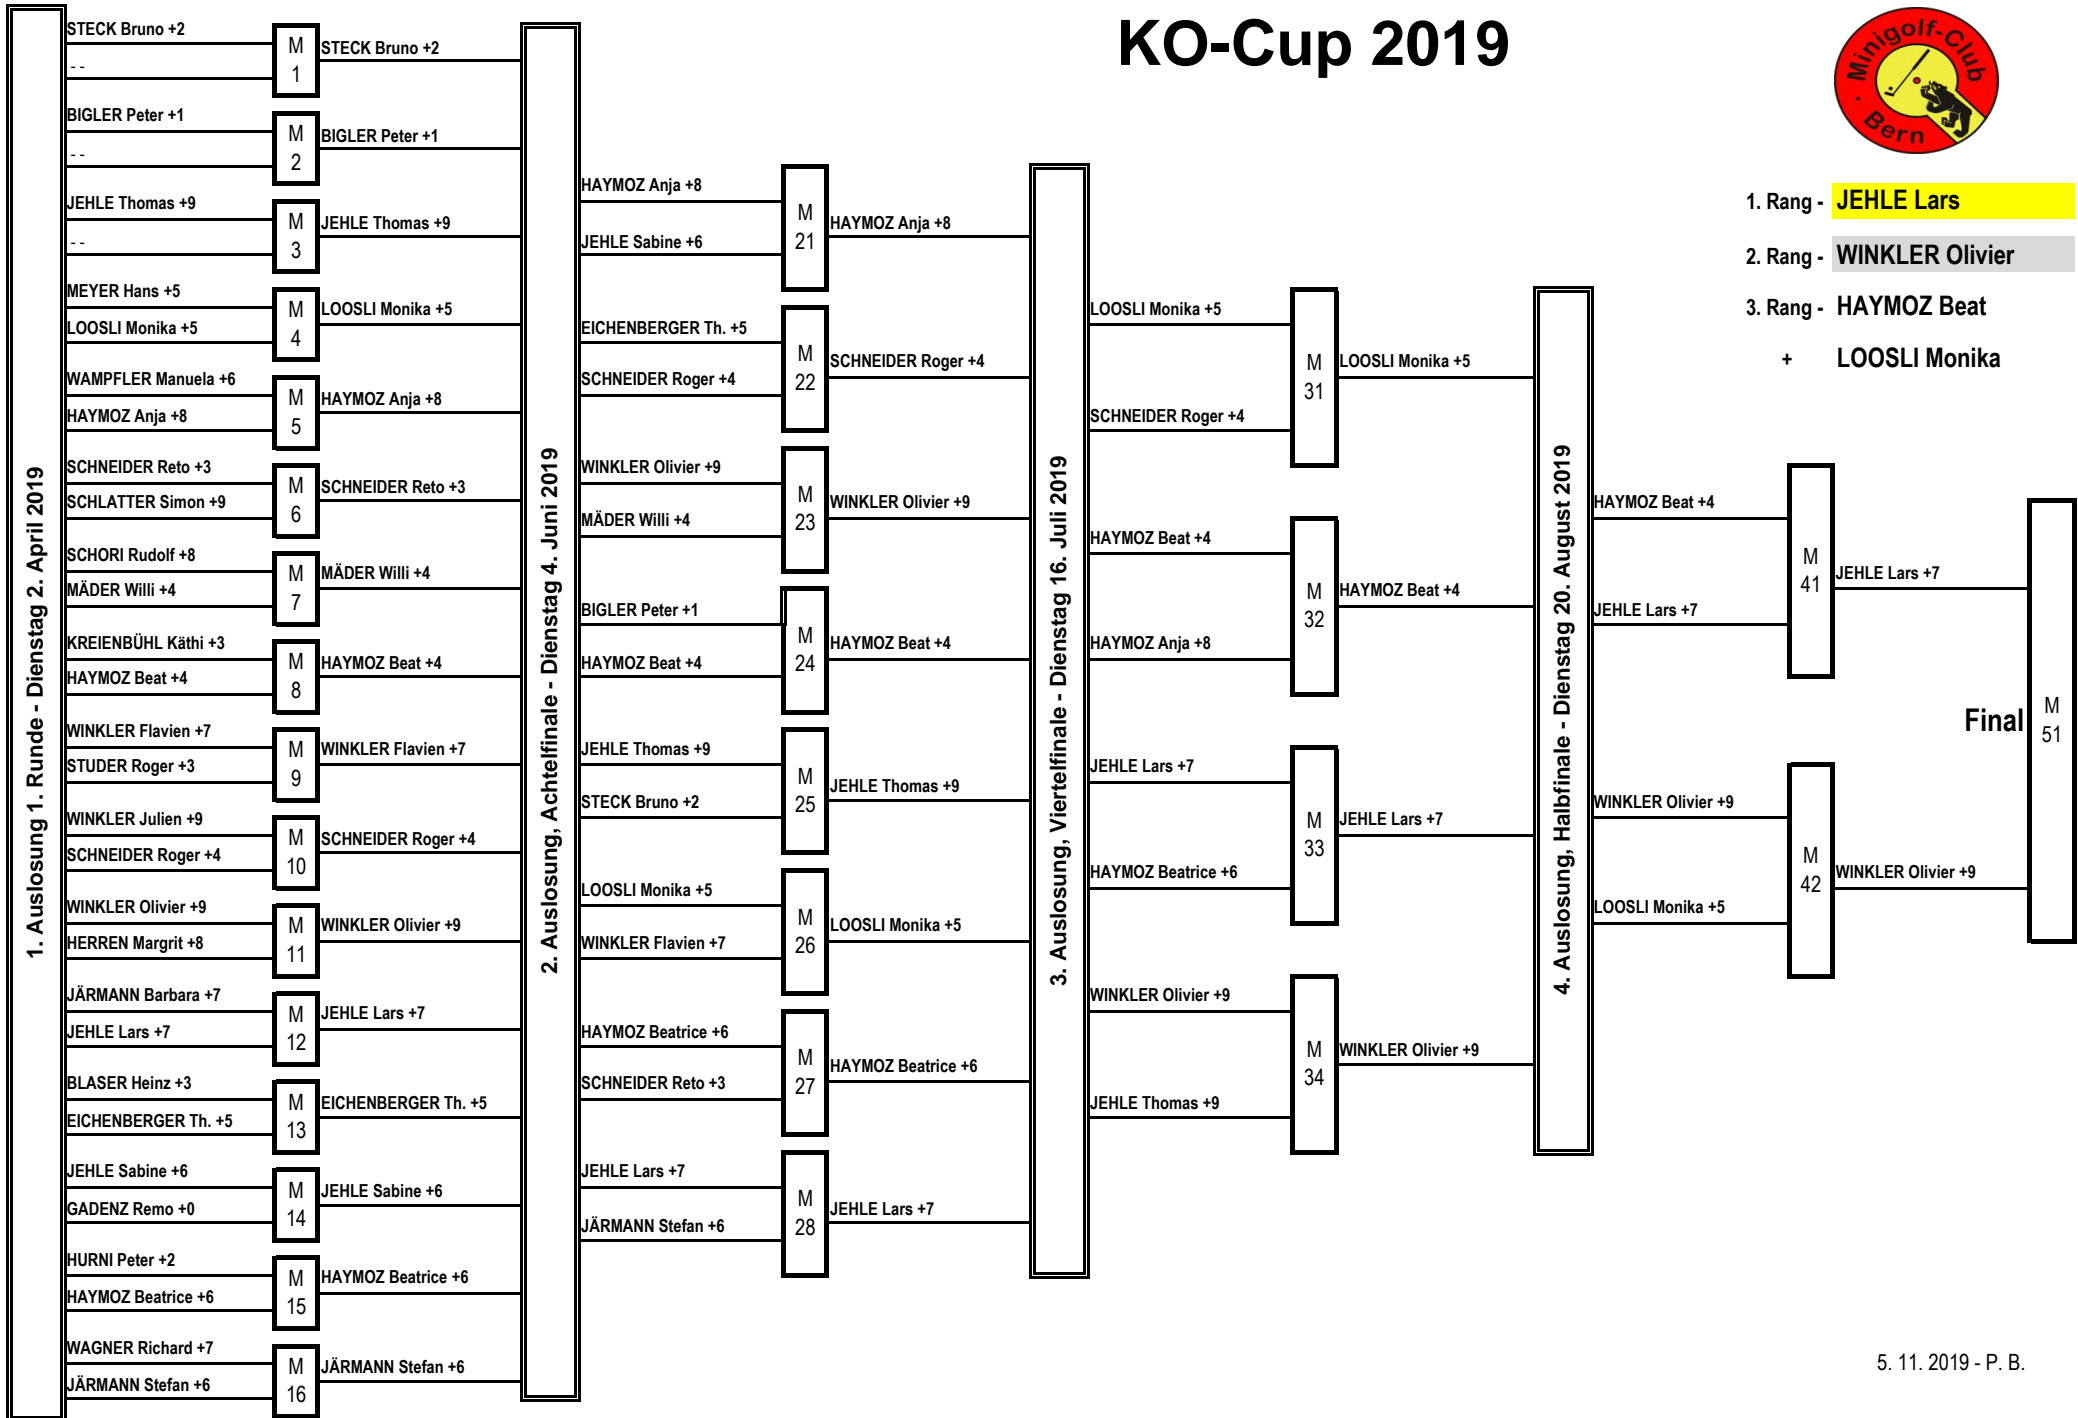 KO-Cup 2019
Minigolf-Club
Bern
1. Rang - JEHLE Lars
2. Rang - WINKLER Olivier
3. Rang - HAYMOZ Beat
+ LOOSLI Monika
1. Auslosung 1. Runde - Dienstag 2. April 2019
STECK Bruno +2
- -
M
1
STECK Bruno +2
BIGLER Peter +1
- -
M
2
BIGLER Peter +1
JEHLE Thomas +9
- -
M
3
JEHLE Thomas +9
MEYER Hans +5
LOOSLI Monika +5
M
4
LOOSLI Monika +5
WAMPFLER Manuela +6
HAYMOZ Anja +8
M
5
HAYMOZ Anja +8
SCHNEIDER Reto +3
SCHLATTER Simon +9
M
6
SCHNEIDER Reto +3
SCHORI Rudolf +8
MÄDER Willi +4
M
7
MÄDER Willi +4
KREIENBÜHL Käthi +3
HAYMOZ Beat +4
M
8
HAYMOZ Beat +4
WINKLER Flavien +7
STUDER Roger +3
M
9
WINKLER Flavien +7
WINKLER Julien +9
SCHNEIDER Roger +4
M
10
SCHNEIDER Roger +4
WINKLER Olivier +9
HERREN Margrit +8
M
11
WINKLER Olivier +9
JÄRMANN Barbara +7
JEHLE Lars +7
M
12
JEHLE Lars +7
BLASER Heinz +3
EICHENBERGER Th. +5
M
13
EICHENBERGER Th. +5
JEHLE Sabine +6
GADENZ Remo +0
M
14
JEHLE Sabine +6
HURNI Peter +2
HAYMOZ Beatrice +6
M
15
HAYMOZ Beatrice +6
WAGNER Richard +7
JÄRMANN Stefan +6
M
16
JÄRMANN Stefan +6
2. Auslosung, Achtelfinale - Dienstag 4. Juni 2019
HAYMOZ Anja +8
JEHLE Sabine +6
M
21
HAYMOZ Anja +8
EICHENBERGER Th. +5
SCHNEIDER Roger +4
M
22
SCHNEIDER Roger +4
WINKLER Olivier +9
MÄDER Willi +4
M
23
WINKLER Olivier +9
BIGLER Peter +1
HAYMOZ Beat +4
M
24
HAYMOZ Beat +4
JEHLE Thomas +9
STECK Bruno +2
M
25
JEHLE Thomas +9
LOOSLI Monika +5
WINKLER Flavien +7
M
26
LOOSLI Monika +5
HAYMOZ Beatrice +6
SCHNEIDER Reto +3
M
27
HAYMOZ Beatrice +6
JEHLE Lars +7
JÄRMANN Stefan +6
M
28
JEHLE Lars +7
3. Auslosung, Viertelfinale - Dienstag 16. Juli 2019
LOOSLI Monika +5
SCHNEIDER Roger +4
M
31
LOOSLI Monika +5
HAYMOZ Beat +4
HAYMOZ Anja +8
M
32
HAYMOZ Beat +4
JEHLE Lars +7
HAYMOZ Beatrice +6
M
33
JEHLE Lars +7
WINKLER Olivier +9
JEHLE Thomas +9
M
34
WINKLER Olivier +9
4. Auslosung, Halbfinale - Dienstag 20. August 2019
HAYMOZ Beat +4
JEHLE Lars +7
M
41
JEHLE Lars +7
WINKLER Olivier +9
LOOSLI Monika +5
M
42
WINKLER Olivier +9
Final
M
51
5. 11. 2019 - P. B.